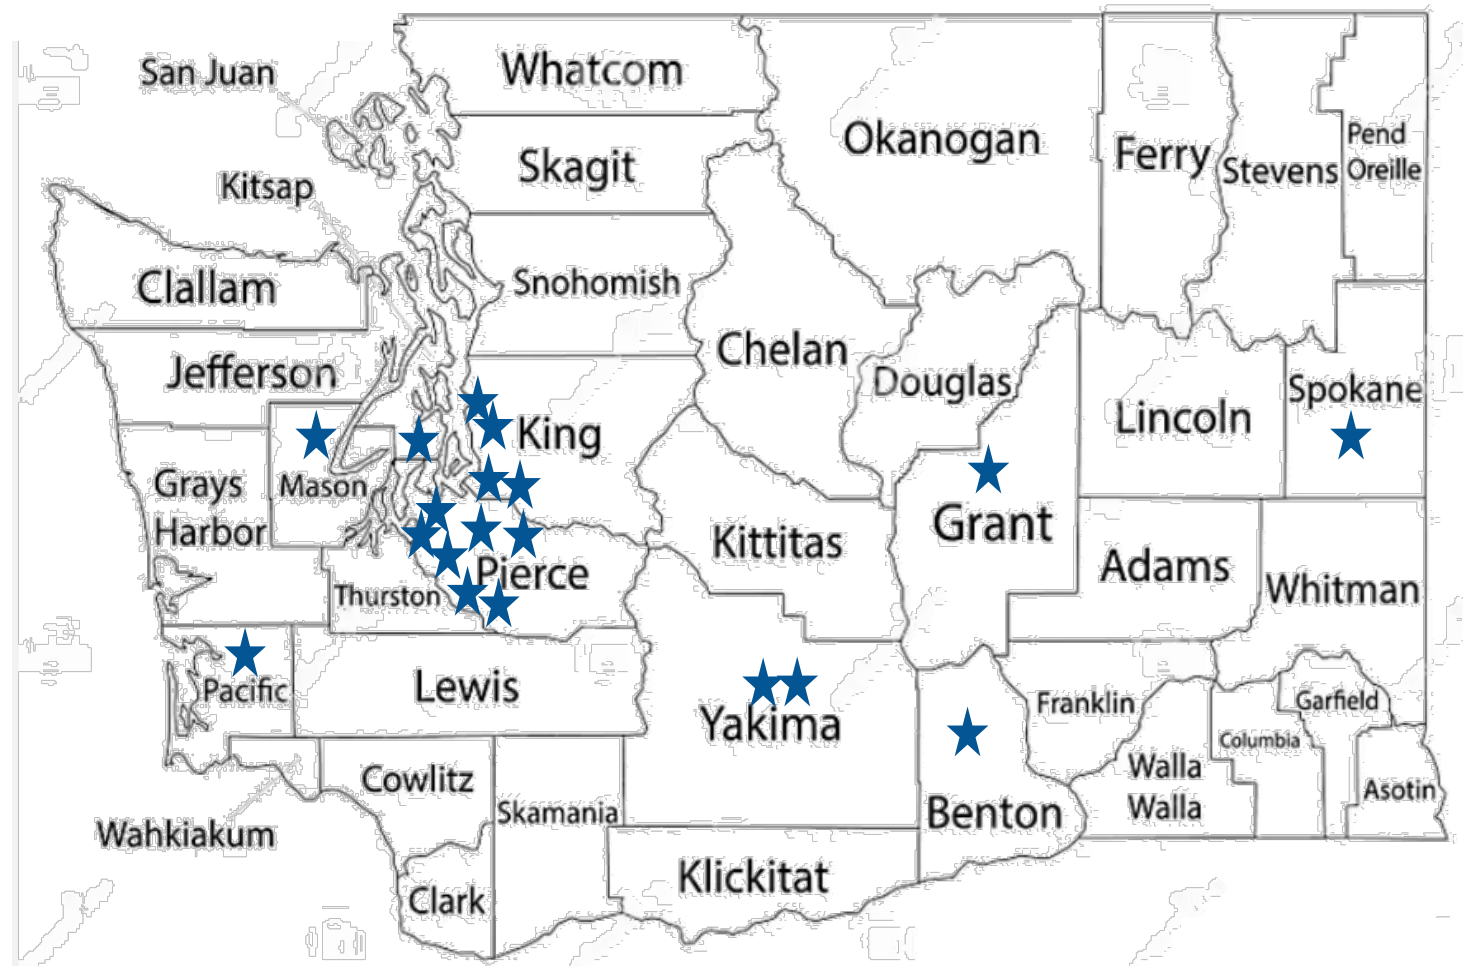 San Juan
Whatcom
Okanogan
Ferry
Stevens
Pend
Oreille
Skagit
Kitsap
Clallam
Snohomish
Jefferson
Chelan
Douglas
Lincoln
Spokane
King
Grays
Harbor
Mason
Kittitas
Grant
Adams
Whitman
Pierce
Thurston
Pacific
Lewis
Yakima
Franklin
Garfield
Columbia
Walla
Walla
Asotin
Benton
Cowlitz
Skamania
Wahkiakum
Klickitat
Clark